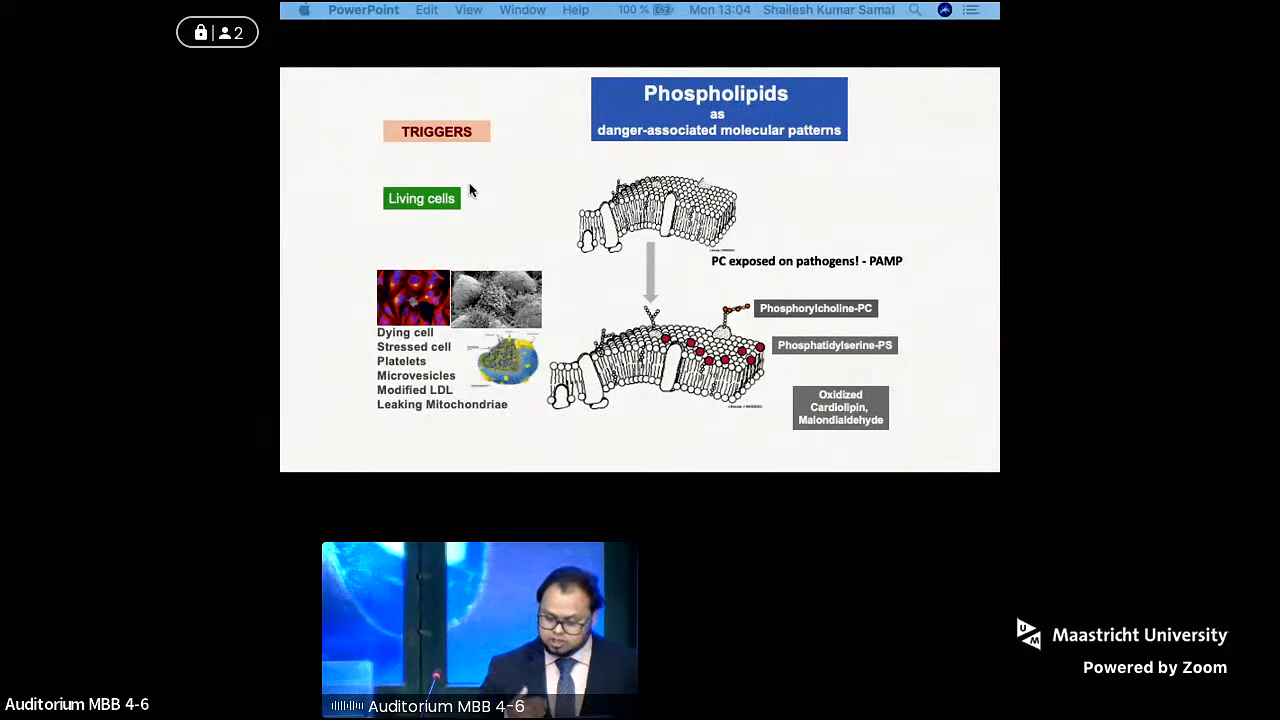 PowerPoint Edit View Window Help 100 % Mon 13:04 Shailesh Kumar Samal
2
Phospholipids
as
danger-associated molecular patterns
TRIGGERS
Living cells
PC exposed on pathogens! - PAMP
Phosphorylcholine-PC
Phosphatidylserine-PS
Oxidized
Cardiolipin,
Malondialdehyde
Dying cell
Stressed cell
Platelets
Microvesicles
Modified LDL
Leaking Mitochondriae
UM Maastricht University
Powered by Zoom
Auditorium MBB 4-6
Auditorium MBB 4-6